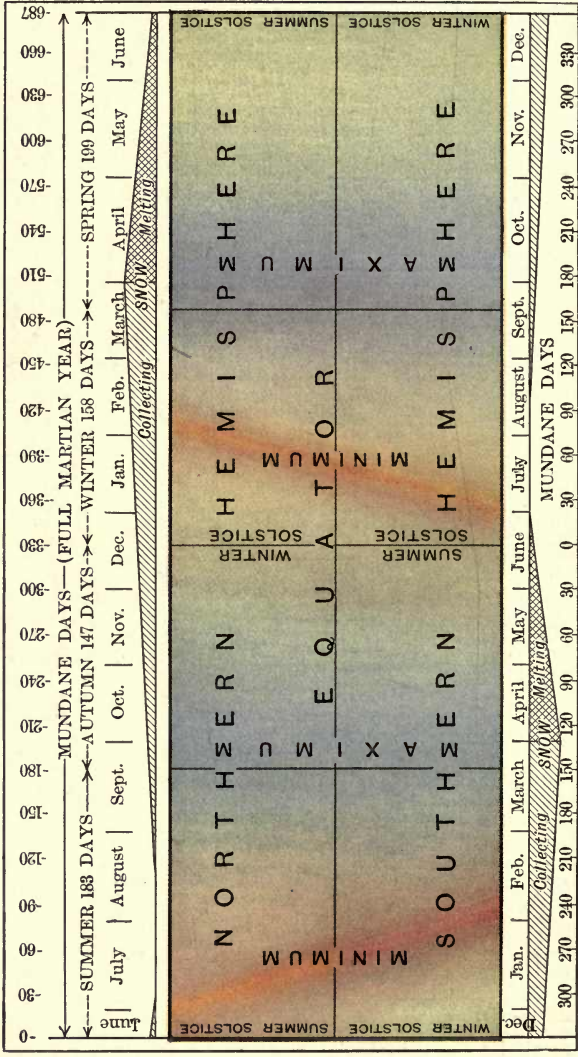 0- -30 60- -90 120- -150 180- -210 240- -270 300- -330 360- -390 420- -450 480- -510 540- -570 600- -630 660- -687
MUNDANE DAYS—(FULL MARTIAN YEAR)
SUMMER 183 DAYS AUTUMN 147 DAYS WINTER 158 DAYS SPRING 199 DAYS
June July August Sept. Oct. Nov. Dec. Jan. Feb. March April May June
Collecting SNOW Melting
SUMMER SOLSTICE
WINTER SOLSTICE
SUMMER SOLSTICE
NORTHERN HEMISPHERE
MINIMUM MAXIMUM MINIMUM MAXIMUM
EQUATOR
SOUTHERN HEMISPHERE
WINTER SOLSTICE
SUMMER SOLSTICE
WINTER SOLSTICE
Dec. Jan. Feb. March April May June July August Sept. Oct. Nov. Dec.
Collecting SNOW Melting
MUNDANE DAYS
300 270 240 210 180 150 120 90 60 30 0 30 60 90 120 150 180 210 240 270 300 330